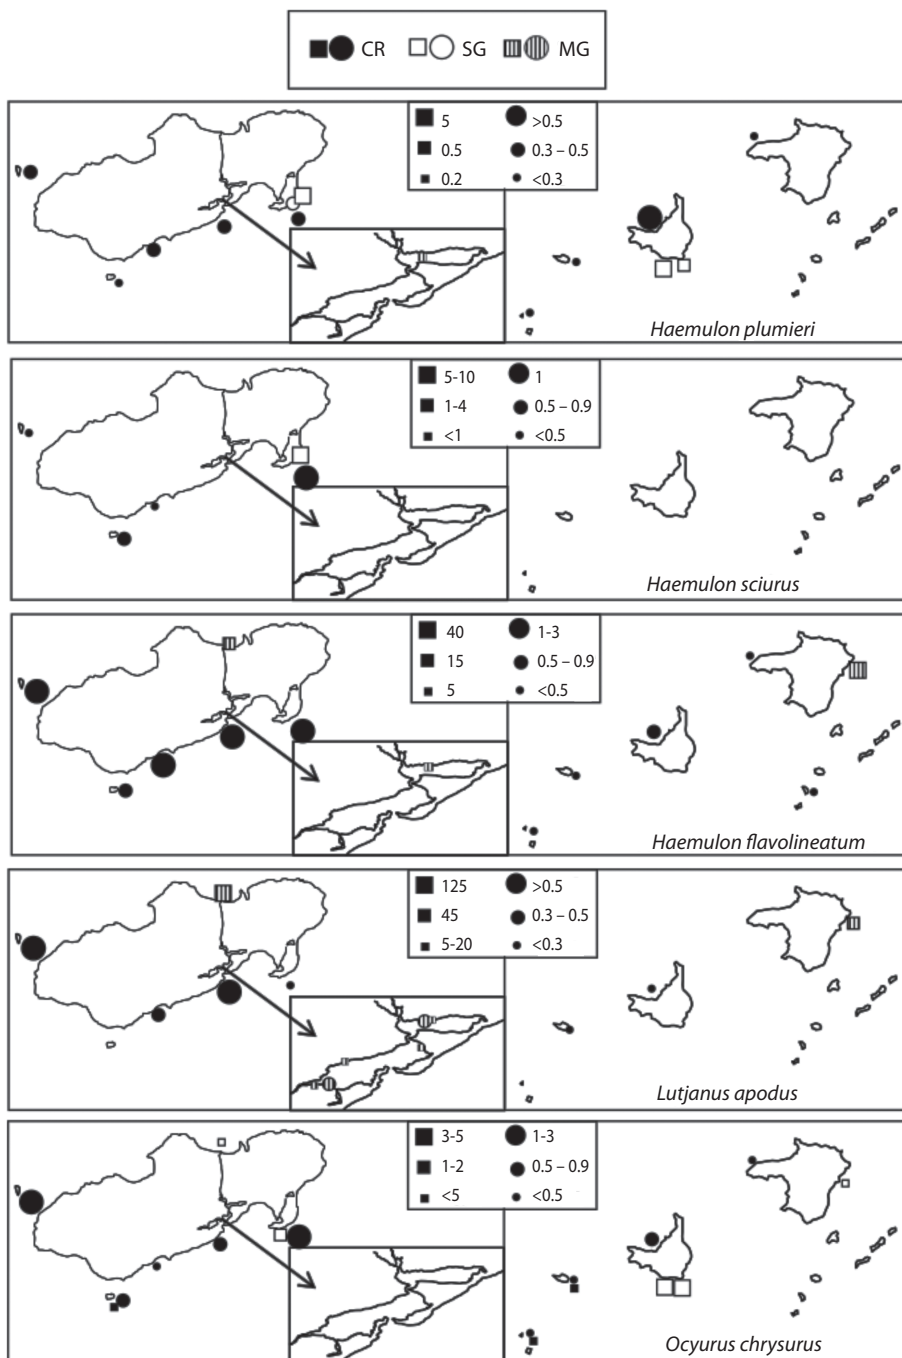 CR SG MG
5 >0.5
0.5 0.3 – 0.5
0.2 <0.3
Haemulon plumieri
5-10 1
1-4 0.5 – 0.9
<1 <0.5
Haemulon sciurus
40 1-3
15 0.5 – 0.9
5 <0.5
Haemulon flavolineatum
125 >0.5
45 0.3 – 0.5
5-20 <0.3
Lutjanus apodus
3-5 1-3
1-2 0.5 – 0.9
<5 <0.5
Ocyurus chrysurus